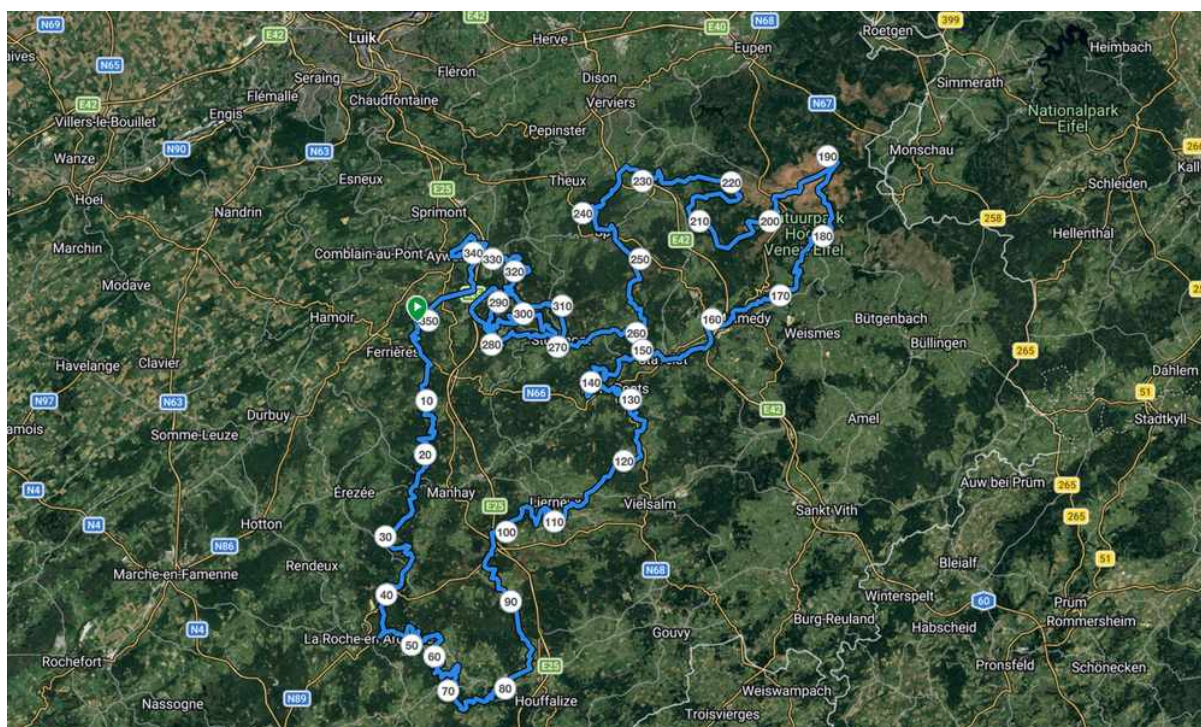 N69
E42
Luik
Herve
E40
Eupen
N68
Roetgen
399
Heimbach
aives
N65
Seraing
Fléron
Dison
Simmerath
E42
Flémalle
Chaudfontaine
Verviers
N67
Villers-le-Bouillet
Engis
Nationalpark
Eifel
Pepinster
Monschau
266
Wanze
N90
N63
190
Kall
Hoei
Esneux
E25
Theux
230
220
Schleiden
Nandrin
Sprimont
240
210
200
Natuurpark
258
Marchin
E42
180
Hellenthal
Comblain-au-Pont
340
330
250
Modave
320
290
310
170
Hamoir
350
300
160
Weismes
Bütgenbach
Büllingen
Ferrières
280
270
260
150
265
Havelange
Clavier
140
Dahlem
N97
N63
10
N66
130
51
Durbuy
E42
Amel
Stadtkyll
Somme-Leuze
20
120
N4
Érezée
Manhay
Vielsalm
Auw bei Prüm
265
E25
Lierneux
Sankt Vith
N4
Hotton
100
110
265
30
N86
51
Bleialf
Marche-en-Famenne
Rendeux
N68
40
90
Winterspelt
60
Prüm
N4
Burg-Reuland
Habscheid
Rommersheim
50
Gouvy
60
E25
Pronsfeld
Rochefort
70
80
Schönecken
Houffalize
Nassogne
N89
Weiswampach
Troisvierges